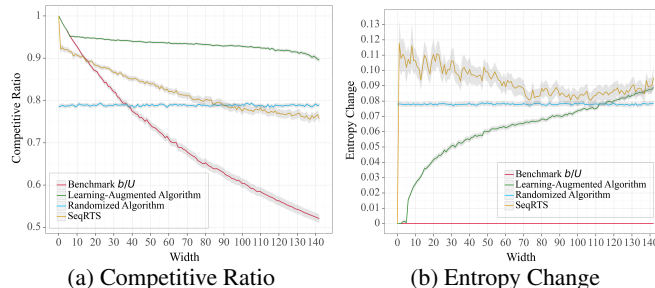 Competitive Ratio
1
0.9
0.8
0.7
0.6
0.5
Benchmark b/U
Learning-Augmented Algorithm
Randomized Algorithm
SeqRTS
0 10 20 30 40 50 60 70 80 90 100 110 120 130 140
Width
(a) Competitive Ratio
Entropy Change
0.13
0.12
0.11
0.10
0.09
0.08
0.07
0.06
0.05
0.04
0.03
0.02
0.01
0
Benchmark b/U
Learning-Augmented Algorithm
Randomized Algorithm
SeqRTS
0 10 20 30 40 50 60 70 80 90 100 110 120 130 140
Width
(b) Entropy Change